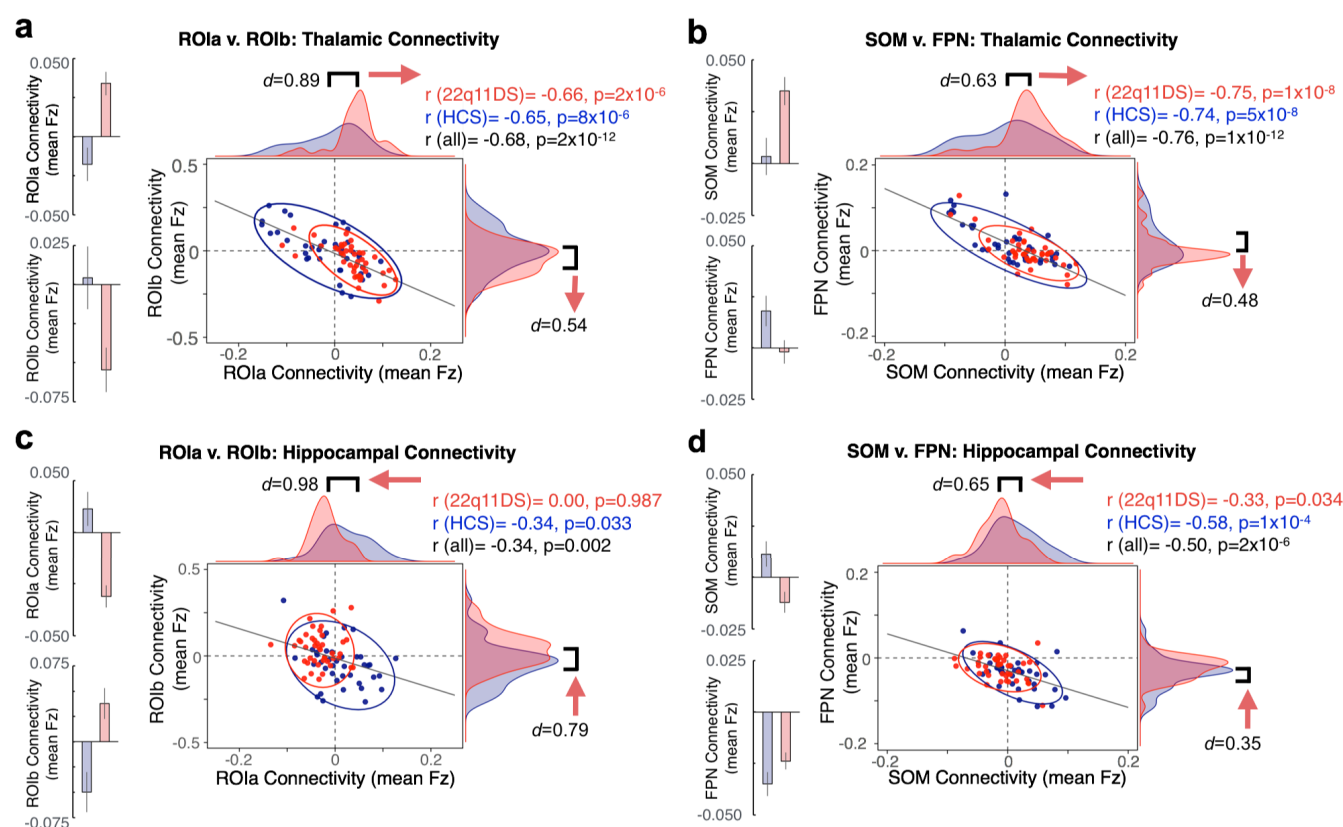 a
ROIa v. ROIb: Thalamic Connectivity
0.050
-0.050
ROIa Connectivity
(mean Fz)
0.025
-0.075
ROIb Connectivity
(mean Fz)
d=0.89
r (22q11DS)= -0.66, p=2x10⁻⁶
r (HCS)= -0.65, p=8x10⁻⁶
r (all)= -0.68, p=2x10⁻¹²
0.5
0
-0.5
ROIb Connectivity
(mean Fz)
-0.2 0 0.2
ROIa Connectivity (mean Fz)
d=0.54
b
SOM v. FPN: Thalamic Connectivity
0.050
-0.025
SOM Connectivity
(mean Fz)
0.050
-0.025
FPN Connectivity
(mean Fz)
d=0.63
r (22q11DS)= -0.75, p=1x10⁻⁸
r (HCS)= -0.74, p=5x10⁻⁸
r (all)= -0.76, p=1x10⁻¹²
0.2
0
-0.2
FPN Connectivity
(mean Fz)
-0.2 0 0.2
SOM Connectivity (mean Fz)
d=0.48
c
ROIa v. ROIb: Hippocampal Connectivity
0.050
-0.050
ROIa Connectivity
(mean Fz)
0.075
-0.075
ROIb Connectivity
(mean Fz)
d=0.98
r (22q11DS)= 0.00, p=0.987
r (HCS)= -0.34, p=0.033
r (all)= -0.34, p=0.002
0.5
0
-0.5
ROIb Connectivity
(mean Fz)
-0.2 0 0.2
ROIa Connectivity (mean Fz)
d=0.79
d
SOM v. FPN: Hippocampal Connectivity
0.050
-0.025
SOM Connectivity
(mean Fz)
0.025
-0.050
FPN Connectivity
(mean Fz)
d=0.65
r (22q11DS)= -0.33, p=0.034
r (HCS)= -0.58, p=1x10⁻⁴
r (all)= -0.50, p=2x10⁻⁶
0.2
0
-0.2
FPN Connectivity
(mean Fz)
-0.2 0 0.2
SOM Connectivity (mean Fz)
d=0.35